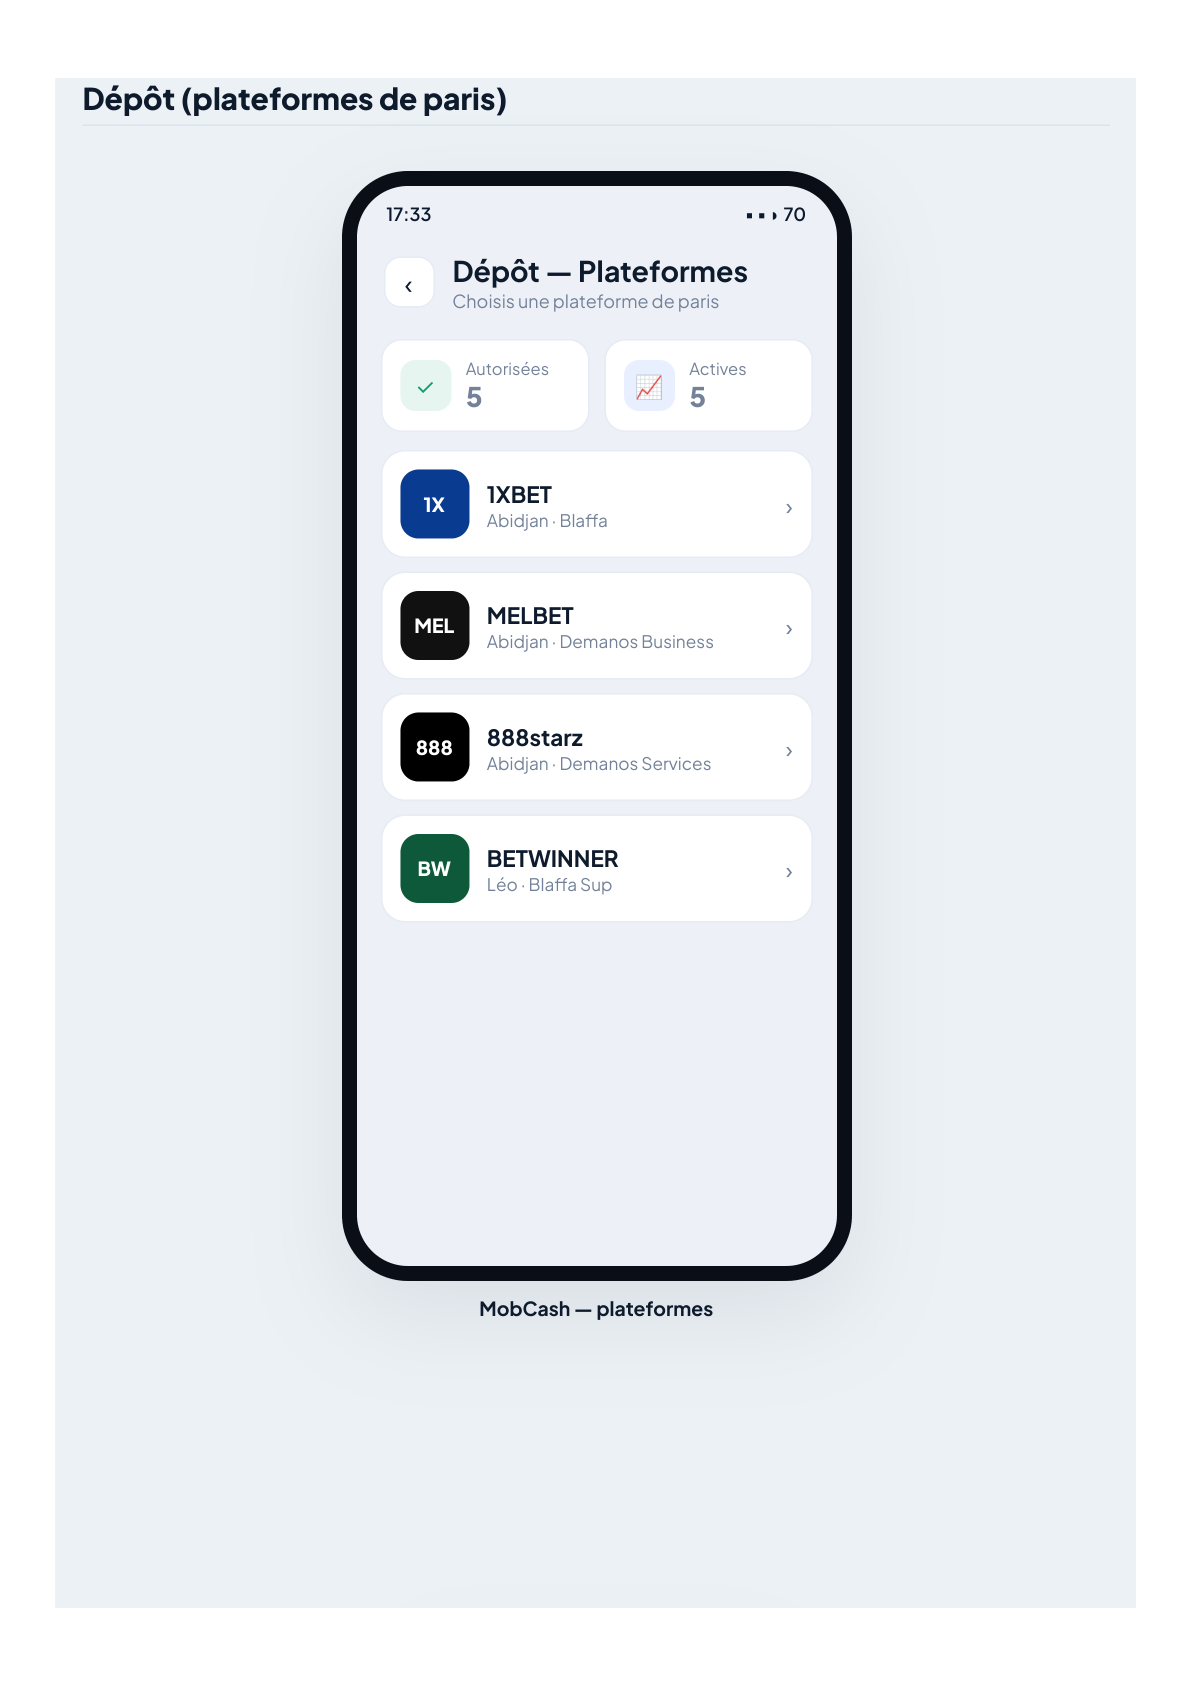 Dépôt (plateformes de paris)
17:33
70
‹
Dépôt — Plateformes
Choisis une plateforme de paris
✓
Autorisées
5
Actives
5
1X
1XBET
Abidjan · Blaffa
›
MEL
MELBET
Abidjan · Demanos Business
›
888
888starz
Abidjan · Demanos Services
›
BW
BETWINNER
Léo · Blaffa Sup
›
MobCash — plateformes